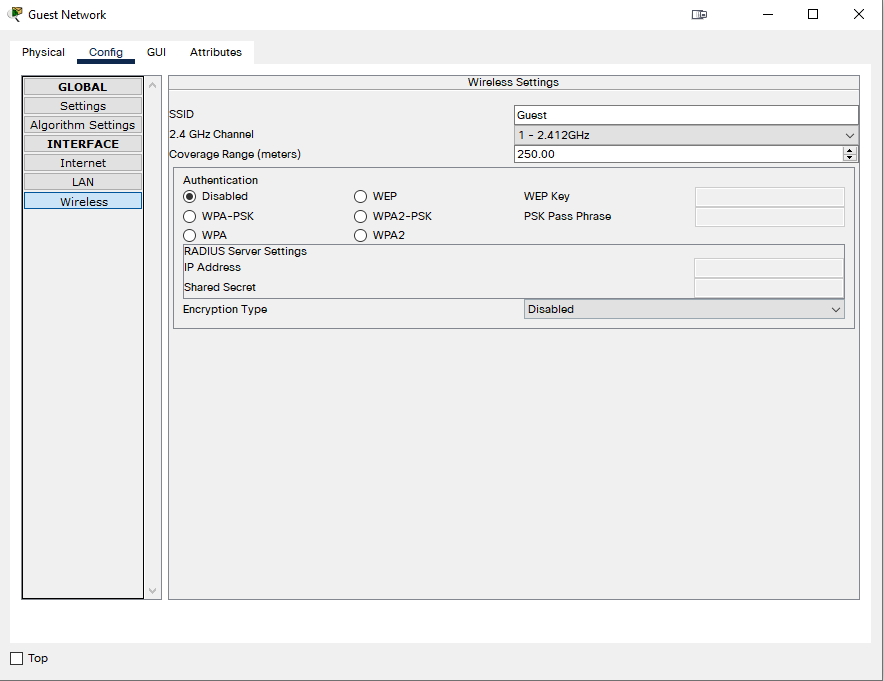 Guest Network
Physical Config GUI Attributes
GLOBAL
Settings
Algorithm Settings
INTERFACE
Internet
LAN
Wireless
Wireless Settings
SSID Guest
2.4 GHz Channel 1 - 2.412GHz
Coverage Range (meters) 250.00
Authentication
Disabled WEP WEP Key
WPA-PSK WPA2-PSK PSK Pass Phrase
WPA WPA2
RADIUS Server Settings
IP Address
Shared Secret
Encryption Type Disabled
Top